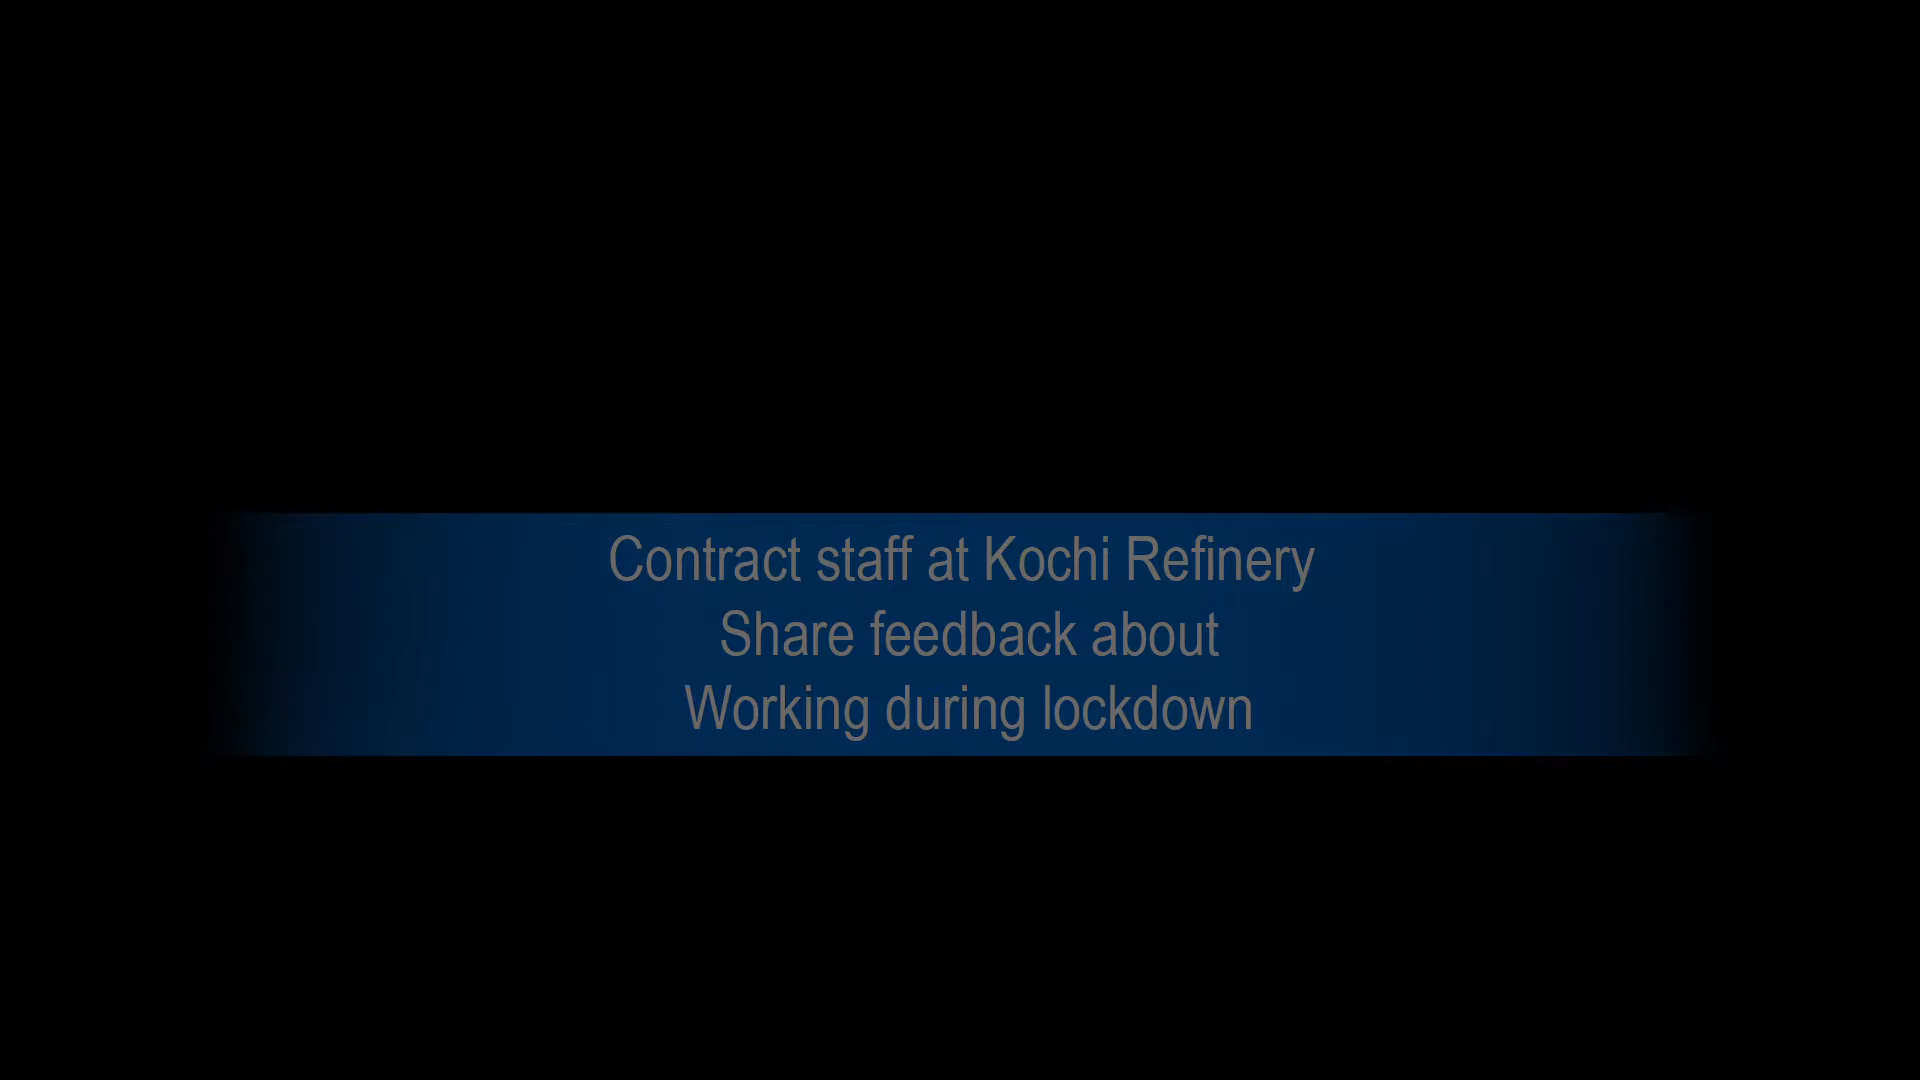 Contract staff at Kochi Refinery
Share feedback about
Working during lockdown